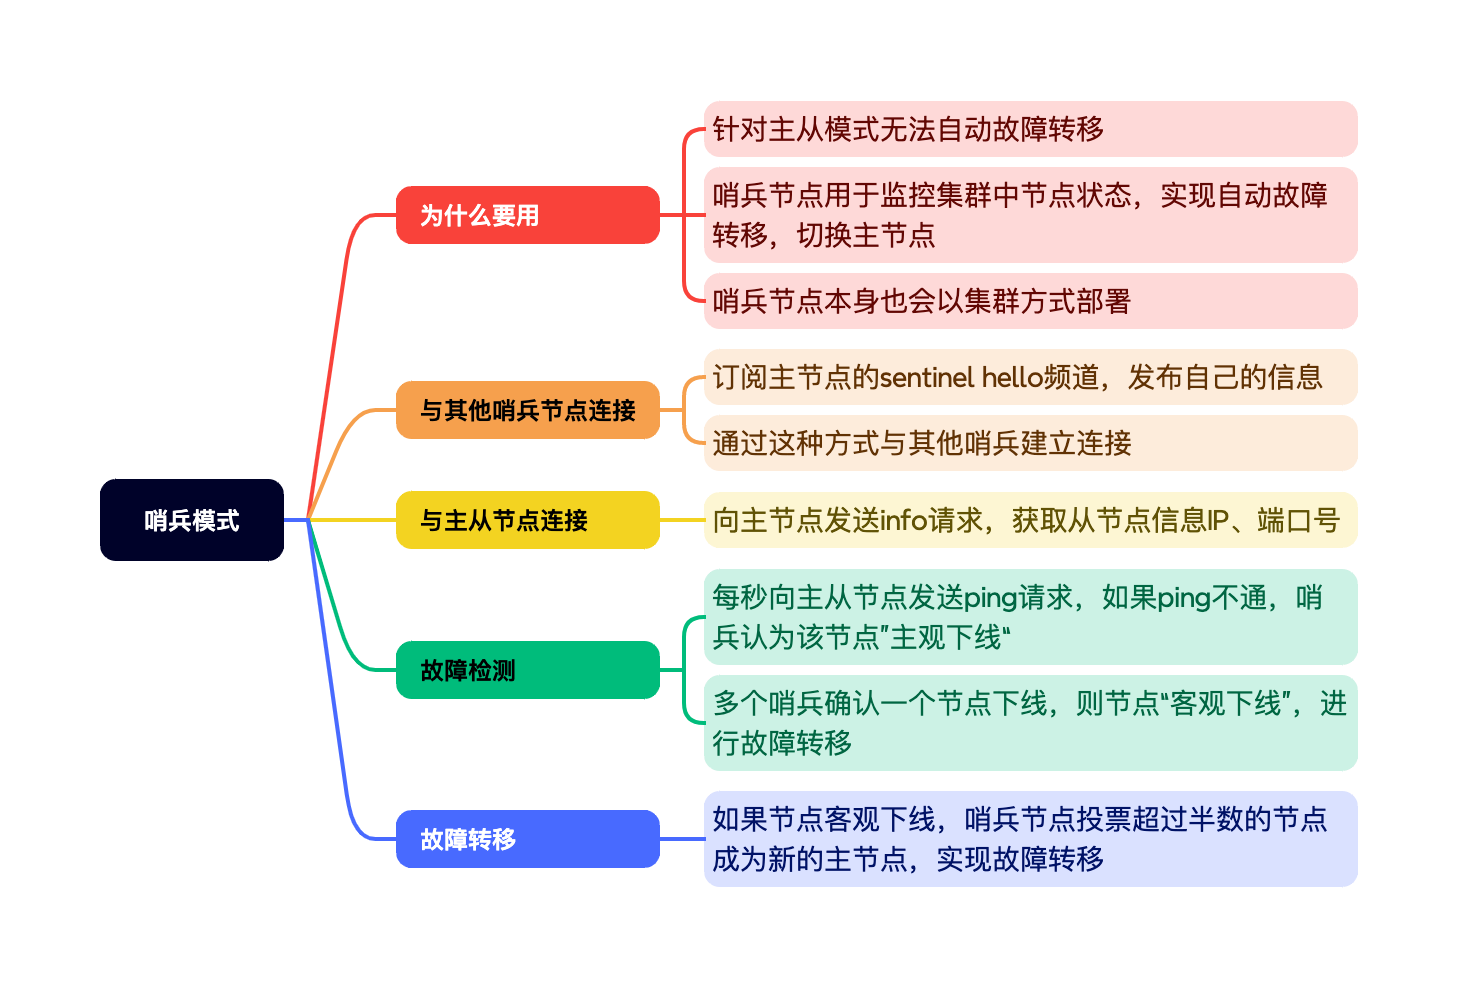 哨兵模式
为什么要用
针对主从模式无法自动故障转移
哨兵节点用于监控集群中节点状态，实现自动故障
转移，切换主节点
哨兵节点本身也会以集群方式部署
与其他哨兵节点连接
订阅主节点的sentinel hello频道，发布自己的信息
通过这种方式与其他哨兵建立连接
与主从节点连接
向主节点发送info请求，获取从节点信息IP、端口号
故障检测
每秒向主从节点发送ping请求，如果ping不通，哨
兵认为该节点”主观下线“
多个哨兵确认一个节点下线，则节点“客观下线”，进
行故障转移
故障转移
如果节点客观下线，哨兵节点投票超过半数的节点
成为新的主节点，实现故障转移